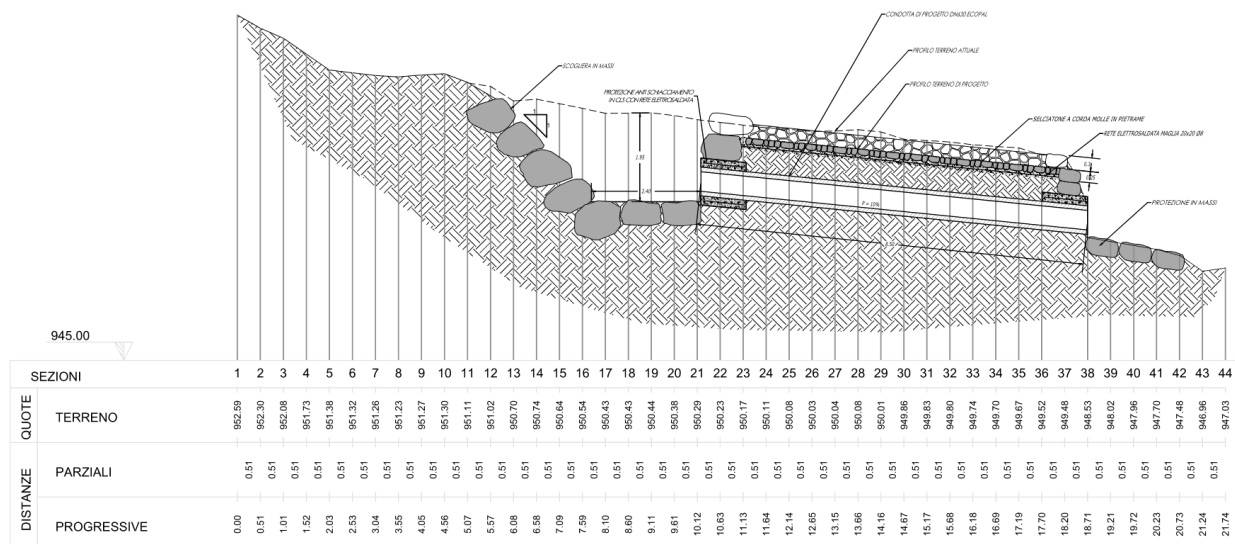 CONDOTTA DI PROGETTO DN630 ECOPAL
PROFILO TERRENO ATTUALE
SCOGLIERA IN MASSI
PROFILO TERRENO DI PROGETTO
PROTEZIONE ANTI SCHIACCIAMENTO
IN CLS CON RETE ELETTROSALDATA
SELCIATONE A CORDA MOLLE IN PIETRAME
RETE ELETTROSALDATA MAGLIA 20x20 Ø8
1.95
2.40
P = 10%
8.50
PROTEZIONE IN MASSI
945.00
SEZIONI 1 2 3 4 5 6 7 8 9 10 11 12 13 14 15 16 17 18 19 20 21 22 23 24 25 26 27 28 29 30 31 32 33 34 35 36 37 38 39 40 41 42 43 44
QUOTE
TERRENO 952.59 952.30 952.08 951.73 951.38 951.32 951.26 951.23 951.27 951.30 951.11 951.02 950.70 950.74 950.64 950.54 950.43 950.43 950.44 950.38 950.29 950.23 950.17 950.11 950.08 950.03 950.04 950.08 950.01 949.86 949.83 949.80 949.74 949.70 949.67 949.52 949.48 948.53 948.02 947.96 947.70 947.48 946.96 947.03
DISTANZE
PARZIALI 0.51 0.51 0.51 0.51 0.51 0.51 0.51 0.51 0.51 0.51 0.51 0.51 0.51 0.51 0.51 0.51 0.51 0.51 0.51 0.51 0.51 0.51 0.51 0.51 0.51 0.51 0.51 0.51 0.51 0.51 0.51 0.51 0.51 0.51 0.51 0.51 0.51 0.51 0.51 0.51 0.51 0.51 0.51
PROGRESSIVE 0.00 0.51 1.01 1.52 2.03 2.53 3.04 3.55 4.05 4.56 5.07 5.57 6.08 6.58 7.09 7.59 8.10 8.60 9.11 9.61 10.12 10.63 11.13 11.64 12.14 12.65 13.15 13.66 14.16 14.67 15.17 15.68 16.18 16.69 17.19 17.70 18.20 18.71 19.21 19.72 20.23 20.73 21.24 21.74